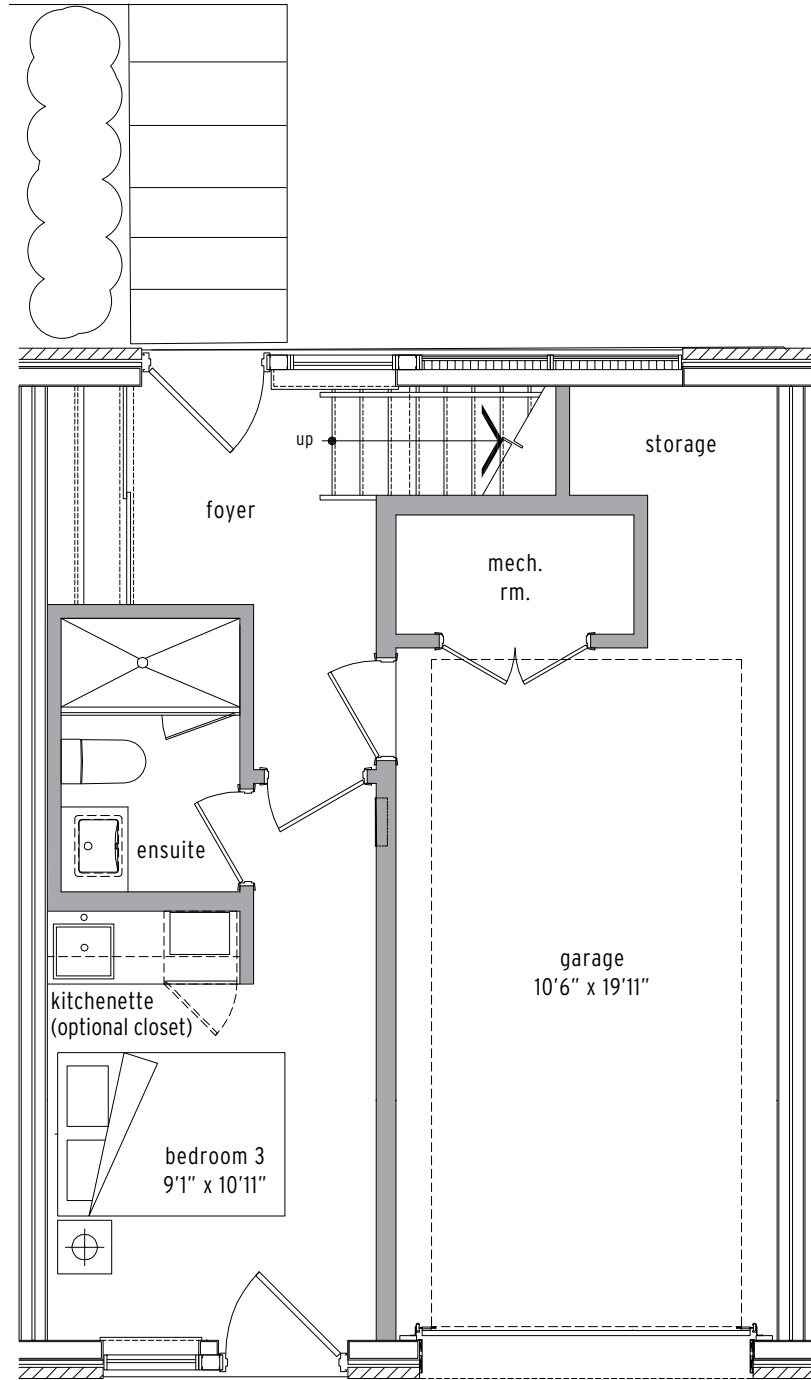 up
storage
foyer
mech.
rm.
ensuite
garage
10'6" x 19'11"
kitchenette
(optional closet)
bedroom 3
9'1" x 10'11"